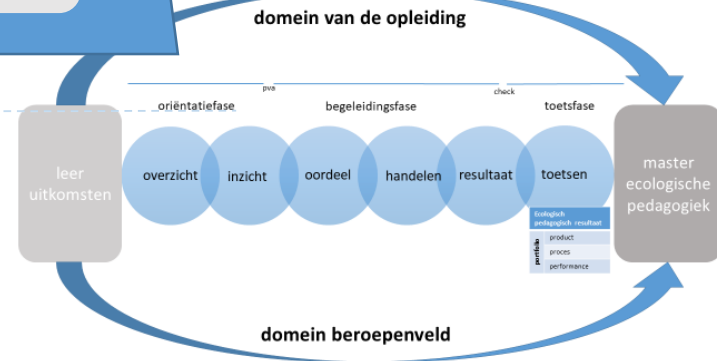 domein van de opleiding
pva
check
oriëntatiefase
begeleidingsfase
toetsfase
leer
uitkomsten
overzicht
inzicht
oordeel
handelen
resultaat
toetsen
master
ecologische
pedagogiek
Ecologisch
pedagogisch resultaat
portfolio
product
proces
performance
domein beroepenveld